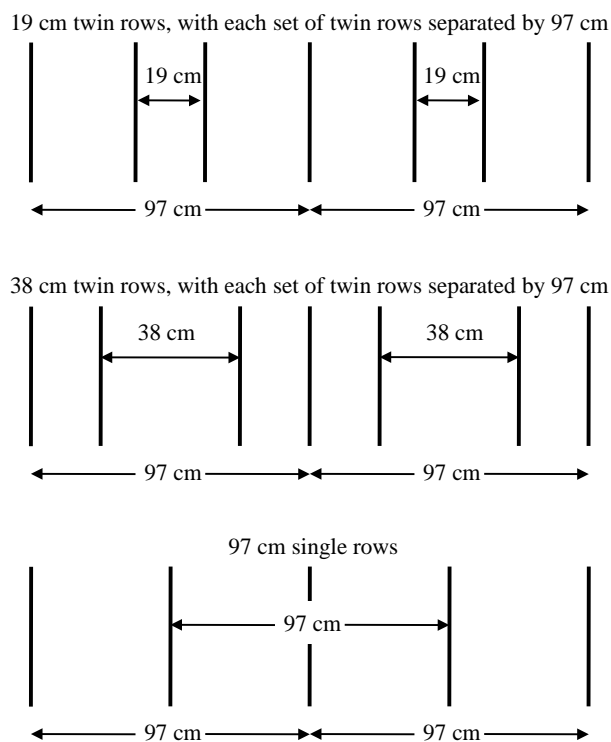 19 cm twin rows, with each set of twin rows separated by 97 cm
19 cm 19 cm
97 cm 97 cm
38 cm twin rows, with each set of twin rows separated by 97 cm
38 cm 38 cm
97 cm 97 cm
97 cm single rows
97 cm
97 cm 97 cm